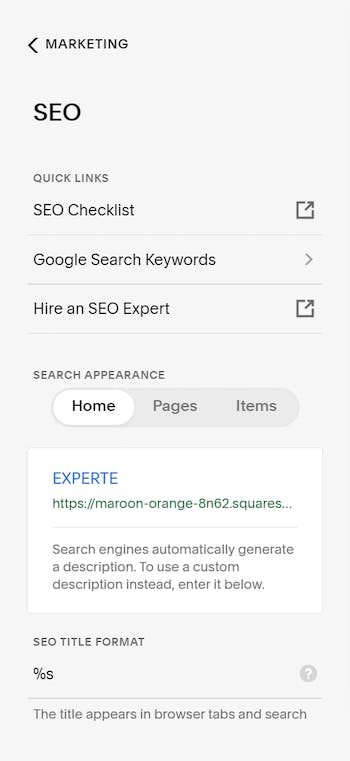 MARKETING
SEO
QUICK LINKS
SEO Checklist
Google Search Keywords
Hire an SEO Expert
SEARCH APPEARANCE
Home Pages Items
EXPERTE
https://maroon-orange-8n62.squares...
Search engines automatically generate
a description. To use a custom
description instead, enter it below.
SEO TITLE FORMAT
%s ?
The title appears in browser tabs and search